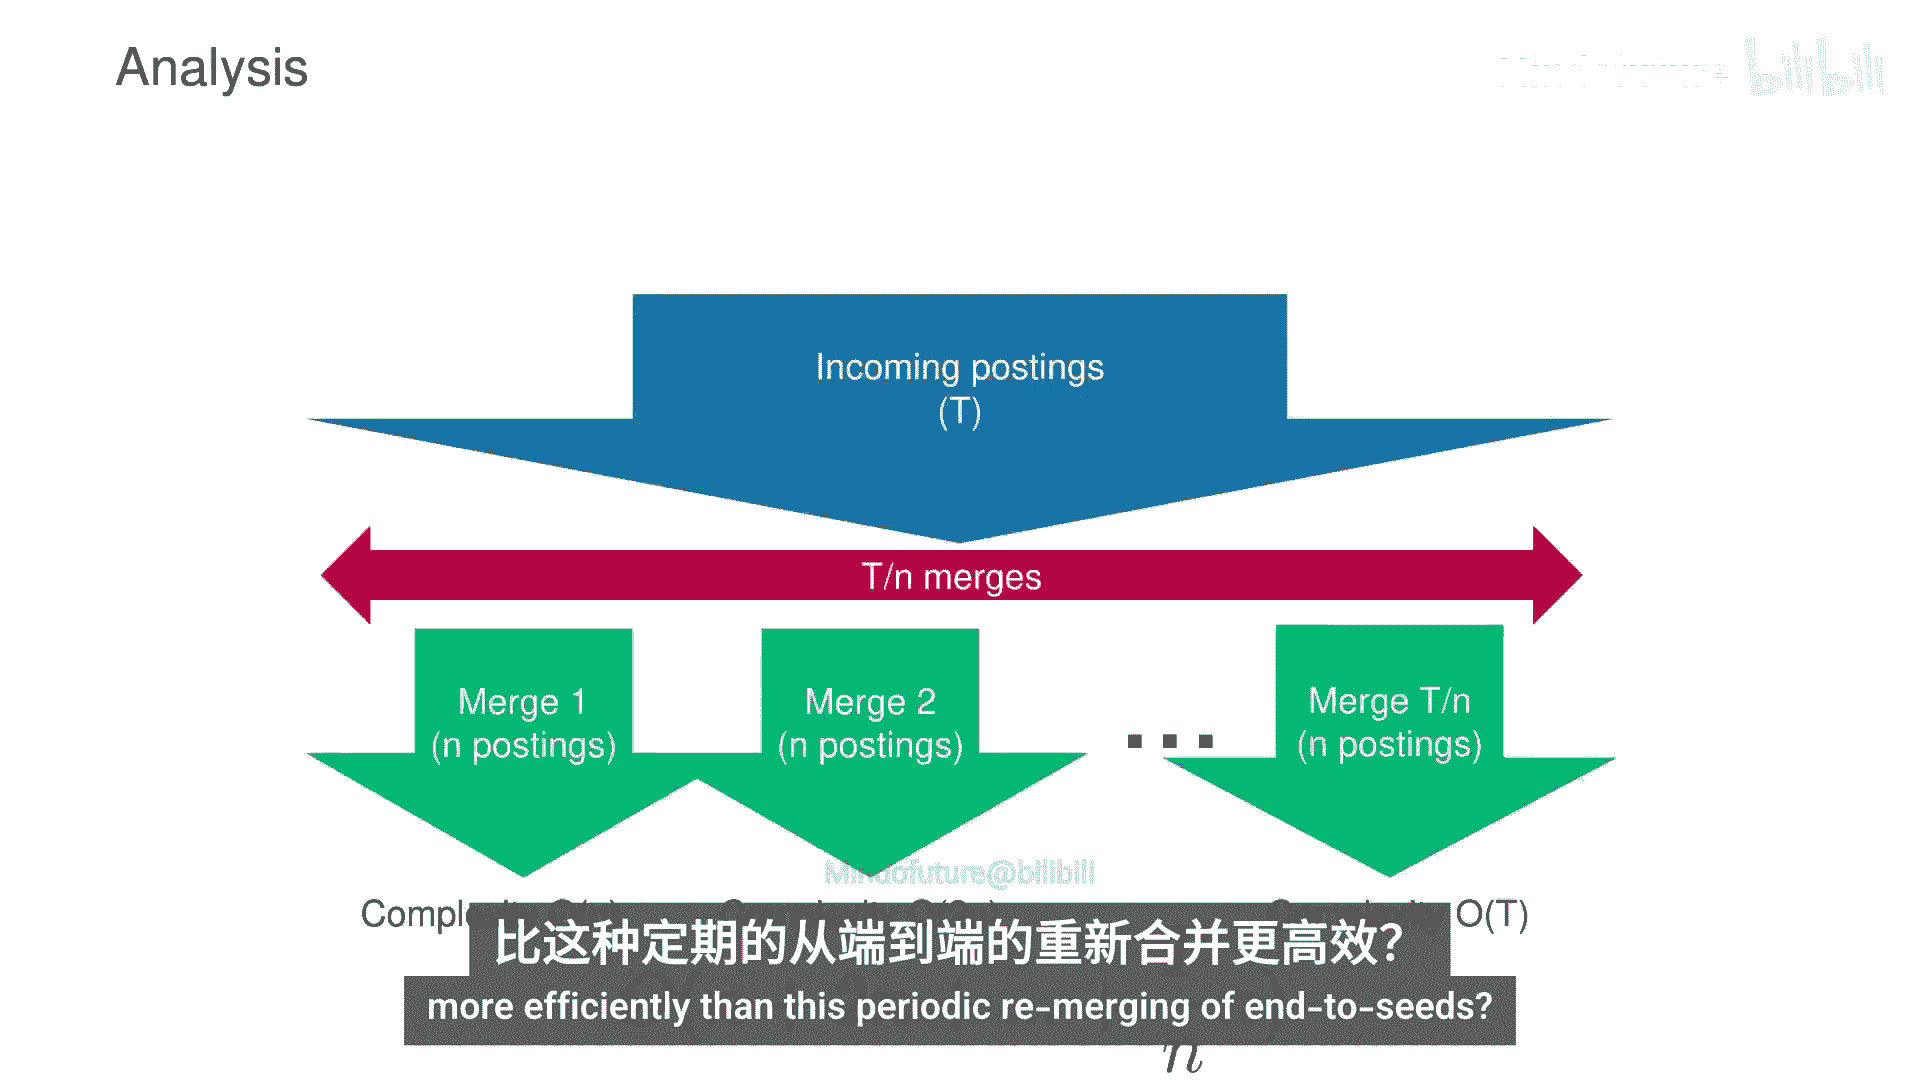 Analysis
bilibili
Incoming postings
(T)
T/n merges
Merge 1
(n postings)
Merge 2
(n postings)
...
Merge T/n
(n postings)
Mindofuture@bilibili
O(T)
比这种定期的从端到端的重新合并更高效？
more efficiently than this periodic re-merging of end-to-seeds?
n